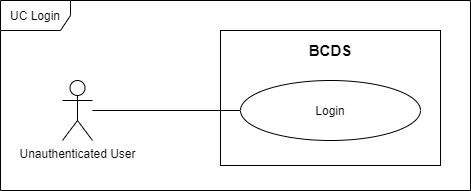 UC Login
BCDS
Login
Unauthenticated User